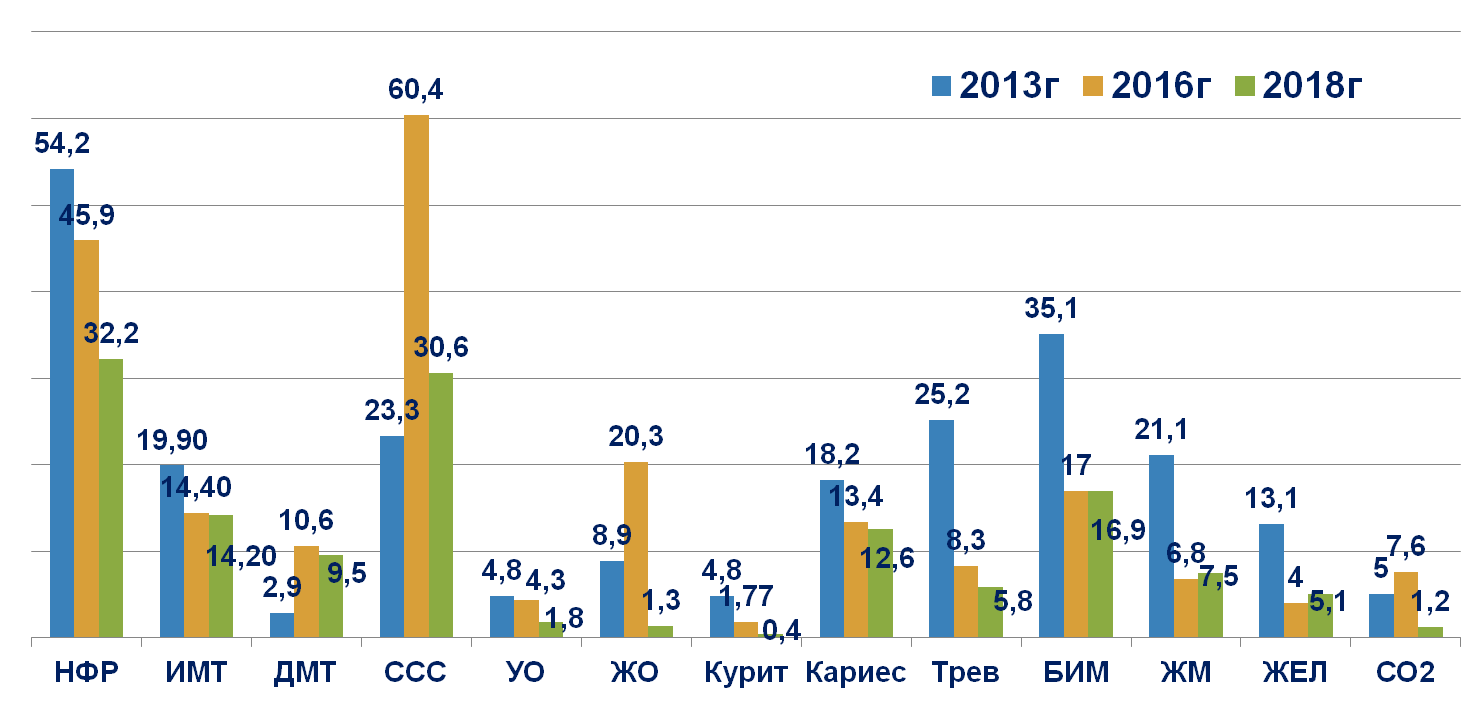 2013г 2016г 2018г
54,2 45,9 32,2
19,90 14,40 14,20
2,9 10,6 9,5
23,3 60,4 30,6
4,8 4,3 1,8
8,9 20,3 1,3
4,8 1,77 0,4
18,2 13,4 12,6
25,2 8,3 5,8
35,1 17 16,9
21,1 6,8 7,5
13,1 4 5,1
5 7,6 1,2
НФР ИМТ ДМТ ССС УО ЖО Курит Кариес Трев БИМ ЖМ ЖЕЛ СО2